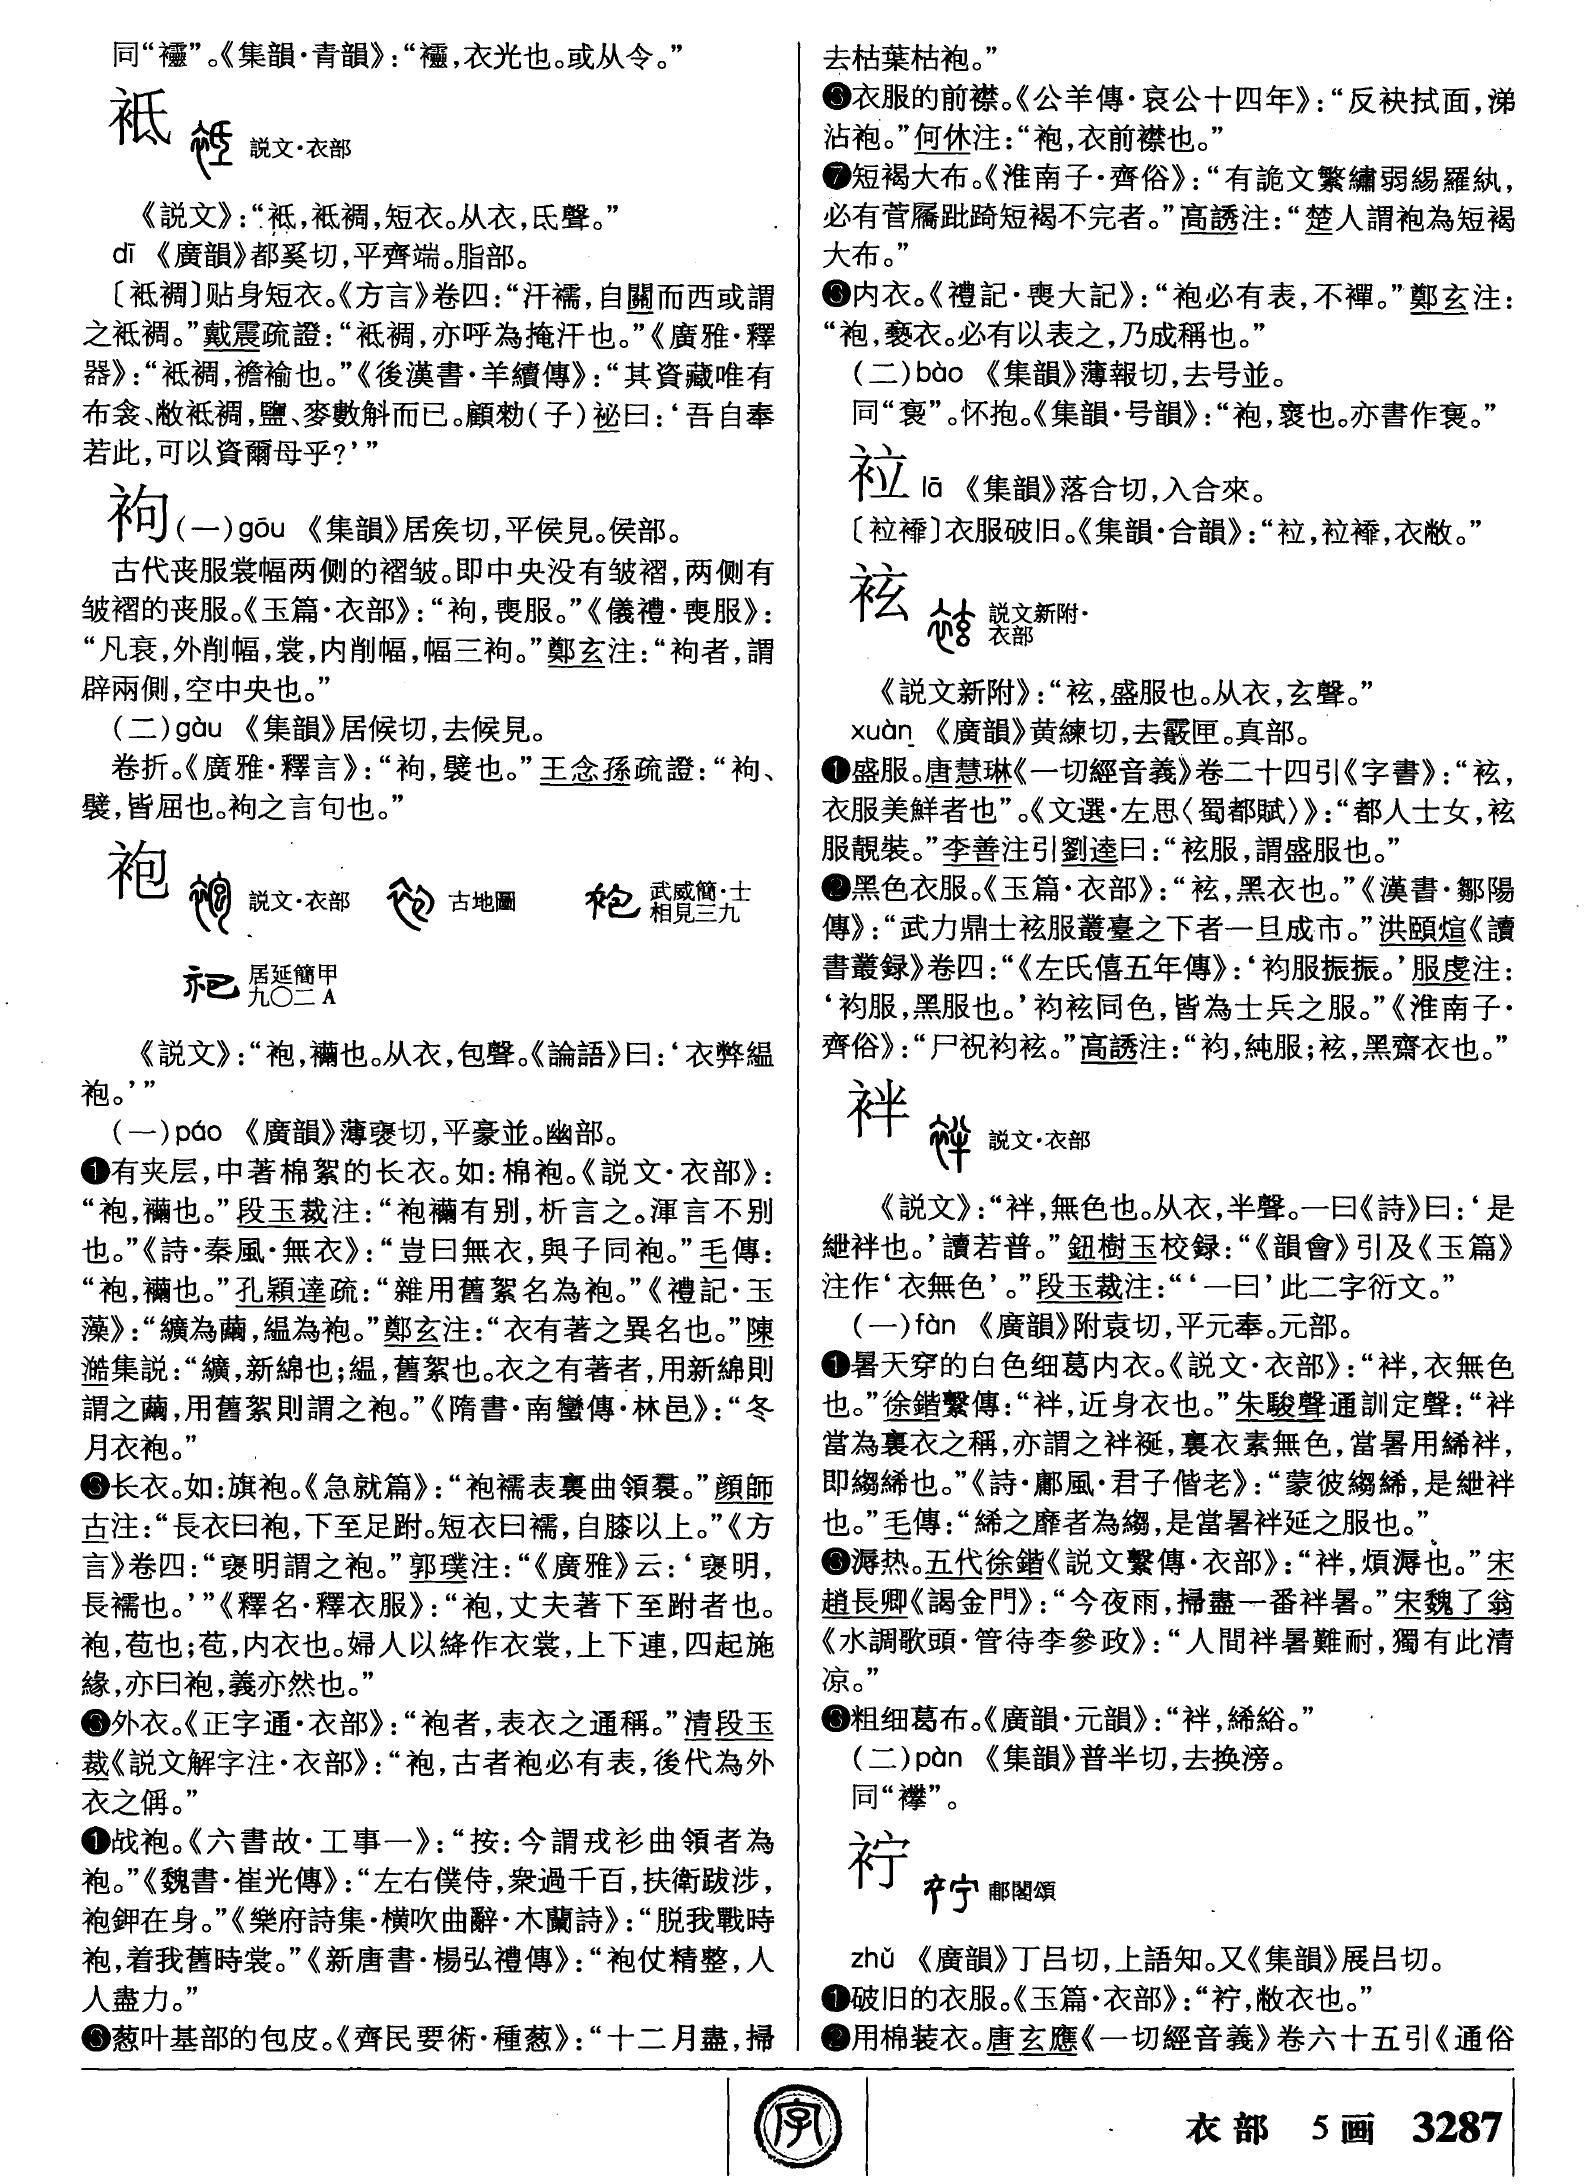 同“𧟙”。《集韻·青韻》：“𧟙，衣光也。或从令。”
袛 説文·衣部
《説文》：“袛，袛裯，短衣。从衣，氐聲。”
dī 《廣韻》都奚切，平齊端。脂部。
〔袛裯〕贴身短衣。《方言》卷四：“汗襦，自關而西或謂
之袛裯。”戴震疏證：“袛裯，亦呼為掩汗也。”《廣雅·釋
器》：“袛裯，襜褕也。”《後漢書·羊續傳》：“其資藏唯有
布衾、敝袛裯，鹽、麥數斛而已。顧勑（子）祕曰：‘吾自奉
若此，可以資爾母乎？’”
袧（一）gōu 《集韻》居矦切，平侯見。侯部。
古代丧服裳幅两侧的褶皱。即中央没有皱褶，两侧有
皱褶的丧服。《玉篇·衣部》：“袧，喪服。”《儀禮·喪服》：
“凡衰，外削幅，裳，内削幅，幅三袧。”鄭玄注：“袧者，謂
辟兩側，空中央也。”
（二）gàu 《集韻》居候切，去候見。
卷折。《廣雅·釋言》：“袧，襞也。”王念孫疏證：“袧、
襞，皆屈也。袧之言句也。”
袍 説文·衣部 古地圖 武威簡·士
相見三九
居延簡甲
九〇二 A
《説文》：“袍，襺也。从衣，包聲。《論語》曰：‘衣弊緼
袍。’”
（一）páo 《廣韻》薄襃切，平豪並。幽部。
❶有夹层，中著棉絮的长衣。如：棉袍。《説文·衣部》：
“袍，襺也。”段玉裁注：“袍襺有别，析言之。渾言不别
也。”《詩·秦風·無衣》：“豈曰無衣，與子同袍。”毛傳：
“袍，襺也。”孔穎達疏：“雜用舊絮名為袍。”《禮記·玉
藻》：“纊為繭，緼為袍。”鄭玄注：“衣有著之異名也。”陳
澔集説：“纊，新綿也；緼，舊絮也。衣之有著者，用新綿則
謂之繭，用舊絮則謂之袍。”《隋書·南蠻傳·林邑》：“冬
月衣袍。”
❷长衣。如：旗袍。《急就篇》：“袍襦表裏曲領帬。”顔師
古注：“長衣曰袍，下至足跗。短衣曰襦，自膝以上。”《方
言》卷四：“襃明謂之袍。”郭璞注：“《廣雅》云：‘襃明，
長襦也。’”《釋名·釋衣服》：“袍，丈夫著下至跗者也。
袍，苞也；苞，内衣也。婦人以絳作衣裳，上下連，四起施
緣，亦曰袍，義亦然也。”
❸外衣。《正字通·衣部》：“袍者，表衣之通稱。”清段玉
裁《説文解字注·衣部》：“袍，古者袍必有表，後代為外
衣之偁。”
❹战袍。《六書故·工事一》：“按：今謂戎衫曲領者為
袍。”《魏書·崔光傳》：“左右僕侍，衆過千百，扶衛跋涉，
袍鉀在身。”《樂府詩集·横吹曲辭·木蘭詩》：“脱我戰時
袍，着我舊時裳。”《新唐書·楊弘禮傳》：“袍仗精整，人
人盡力。”
❺葱叶基部的包皮。《齊民要術·種葱》：“十二月盡，掃
去枯葉枯袍。”
❻衣服的前襟。《公羊傳·哀公十四年》：“反袂拭面，涕
沾袍。”何休注：“袍，衣前襟也。”
❼短褐大布。《淮南子·齊俗》：“有詭文繁繡弱緆羅紈，
必有菅屩跐踦短褐不完者。”高誘注：“楚人謂袍為短褐
大布。”
❽内衣。《禮記·喪大記》：“袍必有表，不襌。”鄭玄注：
“袍，褻衣。必有以表之，乃成稱也。”
（二）bào 《集韻》薄報切，去号並。
同“裒”。怀抱。《集韻·号韻》：“袍，裦也。亦書作裒。”
𧙀 lā 《集韻》落合切，入合來。
〔𧙀䙝〕衣服破旧。《集韻·合韻》：“𧙀，𧙀䙝，衣敝。”
袨 説文新附·
衣部
《説文新附》：“袨，盛服也。从衣，玄聲。”
xuàn 《廣韻》黄練切，去霰匣。真部。
❶盛服。唐慧琳《一切經音義》卷二十四引《字書》：“袨，
衣服美鮮者也”。《文選·左思〈蜀都賦〉》：“都人士女，袨
服靚裝。”李善注引劉逵曰：“袨服，謂盛服也。”
❷黑色衣服。《玉篇·衣部》：“袨，黑衣也。”《漢書·鄒陽
傳》：“武力鼎士袨服叢臺之下者一旦成市。”洪頤煊《讀
書叢録》卷四：“《左氏僖五年傳》：‘袀服振振。’服虔注：
‘袀服，黑服也。’袀袨同色，皆為士兵之服。”《淮南子·
齊俗》：“尸祝袀袨。”高誘注：“袀，純服；袨，黑齋衣也。”
袢 説文·衣部
《説文》：“袢，無色也。从衣，半聲。一曰《詩》曰：‘是
紲袢也。’讀若普。”鈕樹玉校録：“《韻會》引及《玉篇》
注作‘衣無色’。”段玉裁注：“‘一曰’此二字衍文。”
（一）fàn 《廣韻》附袁切，平元奉。元部。
❶暑天穿的白色细葛内衣。《説文·衣部》：“袢，衣無色
也。”徐鍇繫傳：“袢，近身衣也。”朱駿聲通訓定聲：“袢
當為裏衣之稱，亦謂之袢裷，裏衣素無色，當暑用絺袢，
即縐絺也。”《詩·鄘風·君子偕老》：“蒙彼縐絺，是紲袢
也。”毛傳：“絺之靡者為縐，是當暑袢延之服也。”
❷溽热。五代徐鍇《説文繫傳·衣部》：“袢，煩溽也。”宋
趙長卿《謁金門》：“今夜雨，掃盡一番袢暑。”宋魏了翁
《水調歌頭·管待李參政》：“人間袢暑難耐，獨有此清
凉。”
❸粗细葛布。《廣韻·元韻》：“袢，絺綌。”
（二）pàn 《集韻》普半切，去换滂。
同“襻”。
䘢 郙閣頌
zhǔ 《廣韻》丁吕切，上語知。又《集韻》展吕切。
❶破旧的衣服。《玉篇·衣部》：“䘢，敝衣也。”
❷用棉装衣。唐玄應《一切經音義》卷六十五引《通俗
字
衣部 5画 3287